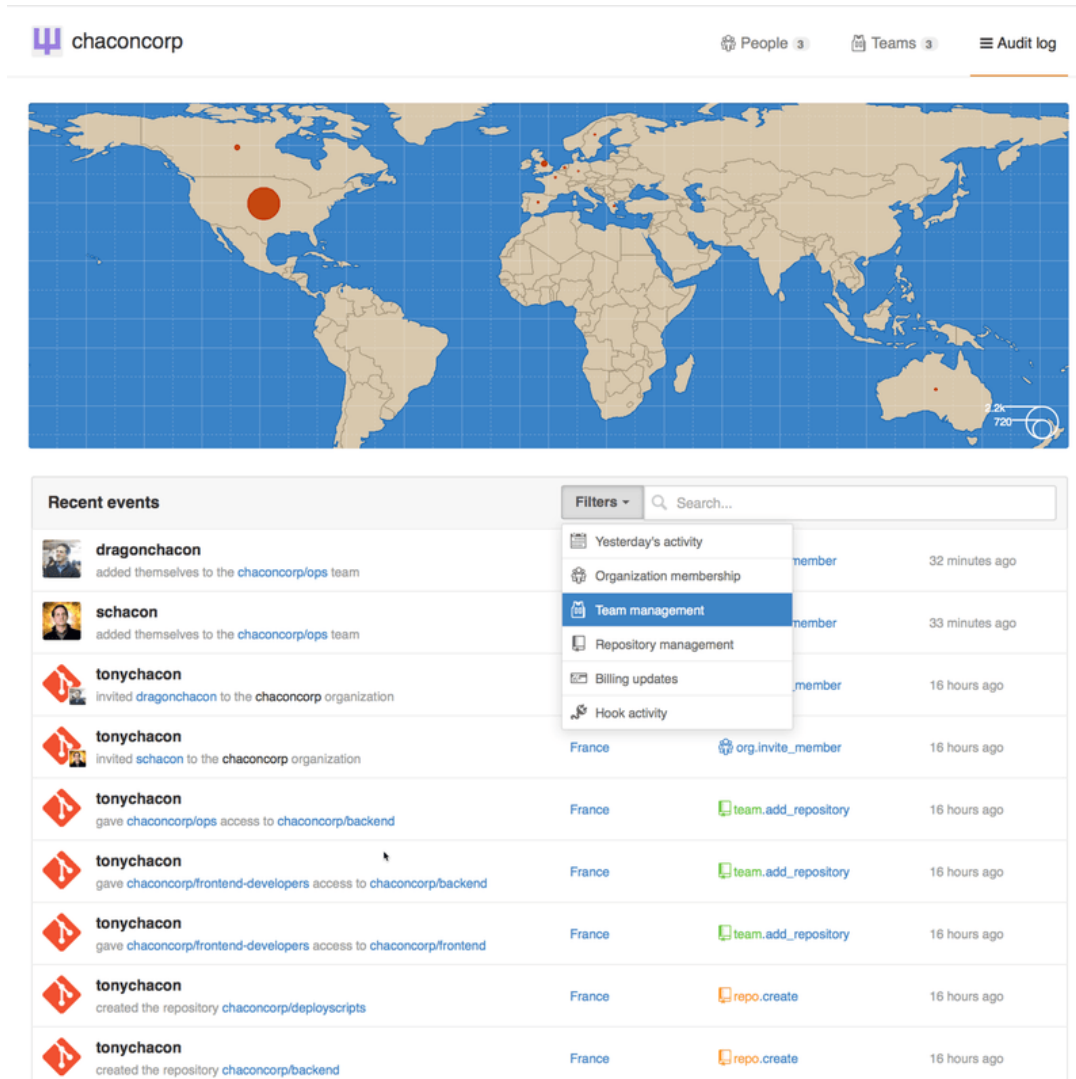 chaconcorp
People 3
Teams 3
Audit log
2.2k
720
Recent events
Filters
Search...
Yesterday's activity
Organization membership
Team management
Repository management
Billing updates
Hook activity
dragonchacon
added themselves to the chaconcorp/ops team
member
32 minutes ago
schacon
added themselves to the chaconcorp/ops team
member
33 minutes ago
tonychacon
invited dragonchacon to the chaconcorp organization
_member
16 hours ago
tonychacon
invited schacon to the chaconcorp organization
France
org.invite_member
16 hours ago
tonychacon
gave chaconcorp/ops access to chaconcorp/backend
France
team.add_repository
16 hours ago
tonychacon
gave chaconcorp/frontend-developers access to chaconcorp/backend
France
team.add_repository
16 hours ago
tonychacon
gave chaconcorp/frontend-developers access to chaconcorp/frontend
France
team.add_repository
16 hours ago
tonychacon
created the repository chaconcorp/deployscripts
France
repo.create
16 hours ago
tonychacon
created the repository chaconcorp/backend
France
repo.create
16 hours ago